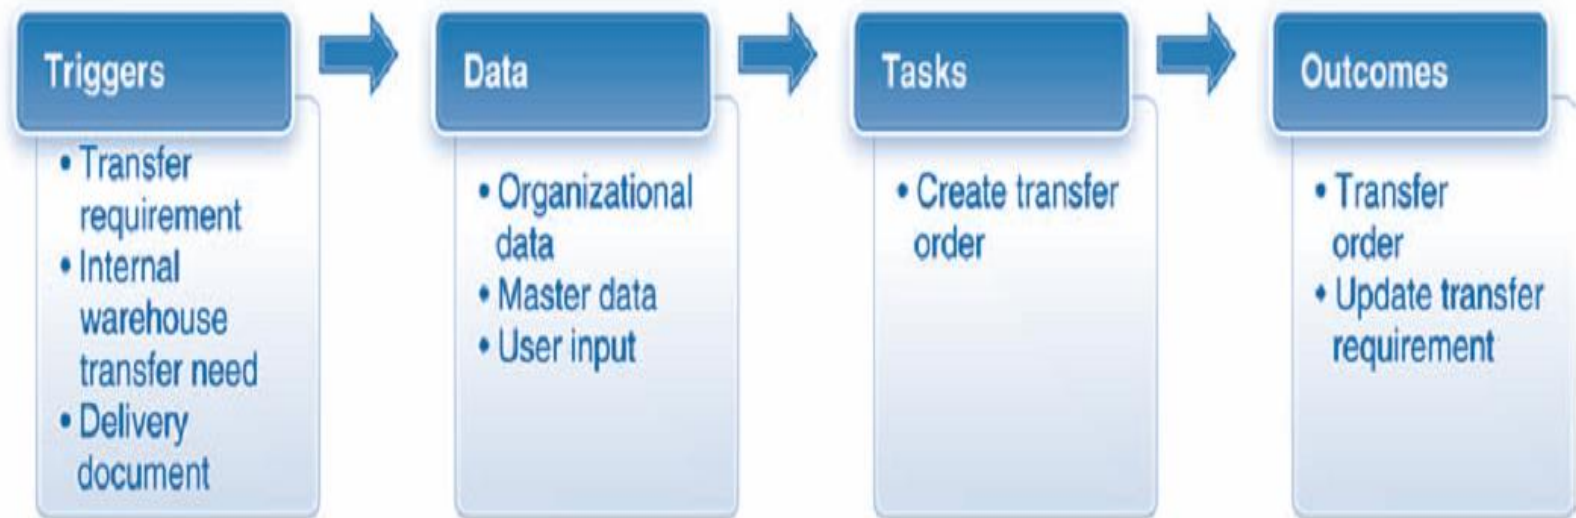 Triggers
• Transfer
requirement
• Internal
warehouse
transfer need
• Delivery
document
Data
• Organizational
data
• Master data
• User input
Tasks
• Create transfer
order
Outcomes
• Transfer
order
• Update transfer
requirement